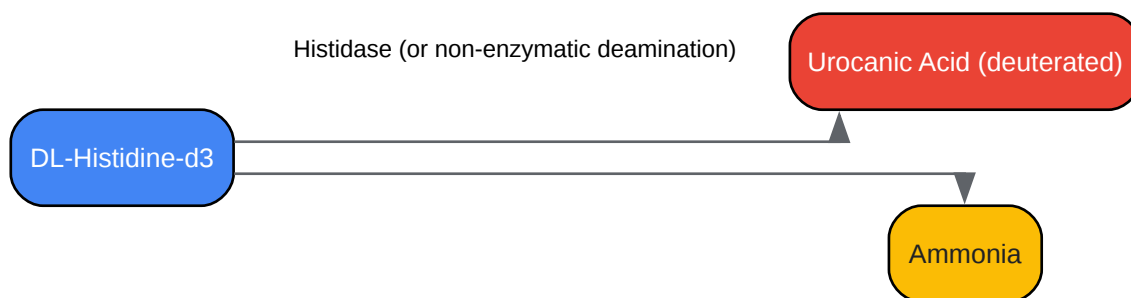 Histidase (or non-enzymatic deamination)
Urocanic Acid (deuterated)
DL-Histidine-d3
Ammonia